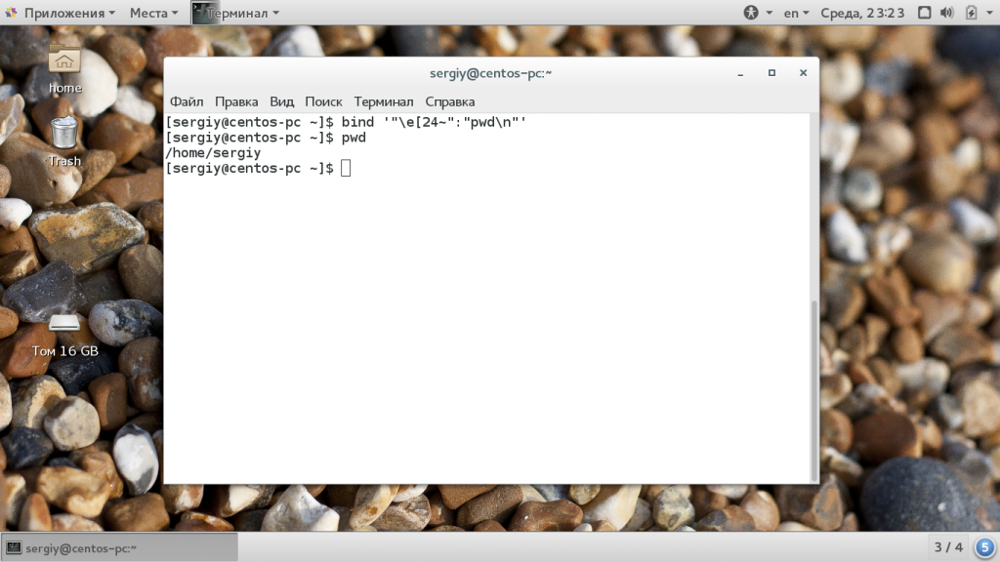 Приложения Места Терминал en Среда, 23:23
home
Trash
Том 16 GB
sergiy@centos-pc:~
Файл Правка Вид Поиск Терминал Справка
[sergiy@centos-pc ~]$ bind '"\e[24~":"pwd\n"'
[sergiy@centos-pc ~]$ pwd
/home/sergiy
[sergiy@centos-pc ~]$
sergiy@centos-pc:~ 3 / 4 5